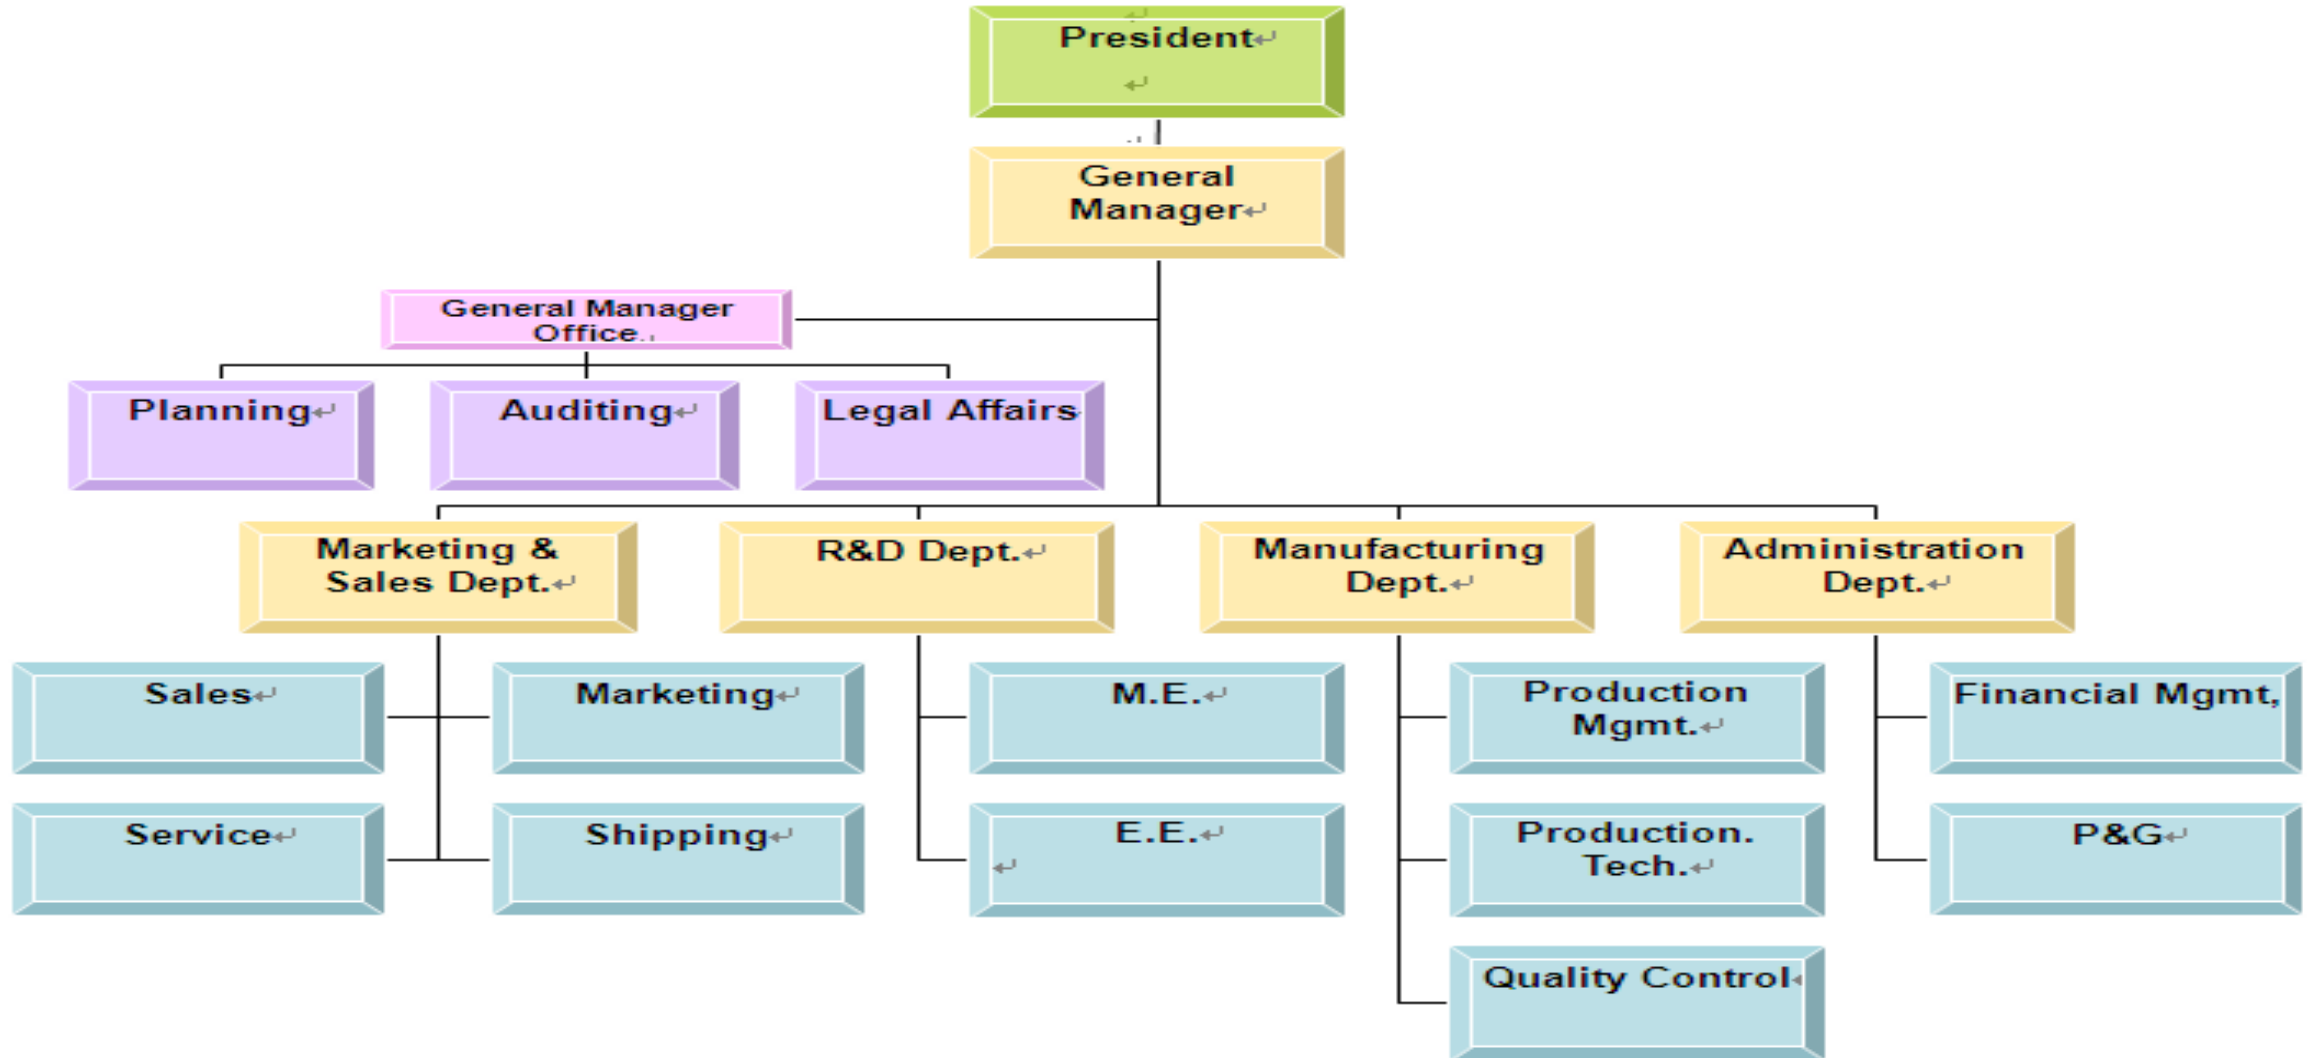 President
General
Manager
General Manager
Office
Planning
Auditing
Legal Affairs
Marketing &
Sales Dept.
R&D Dept.
Manufacturing
Dept.
Administration
Dept.
Sales
Marketing
M.E.
Production
Mgmt.
Financial Mgmt,
Service
Shipping
E.E.
Production.
Tech.
P&G
Quality Control